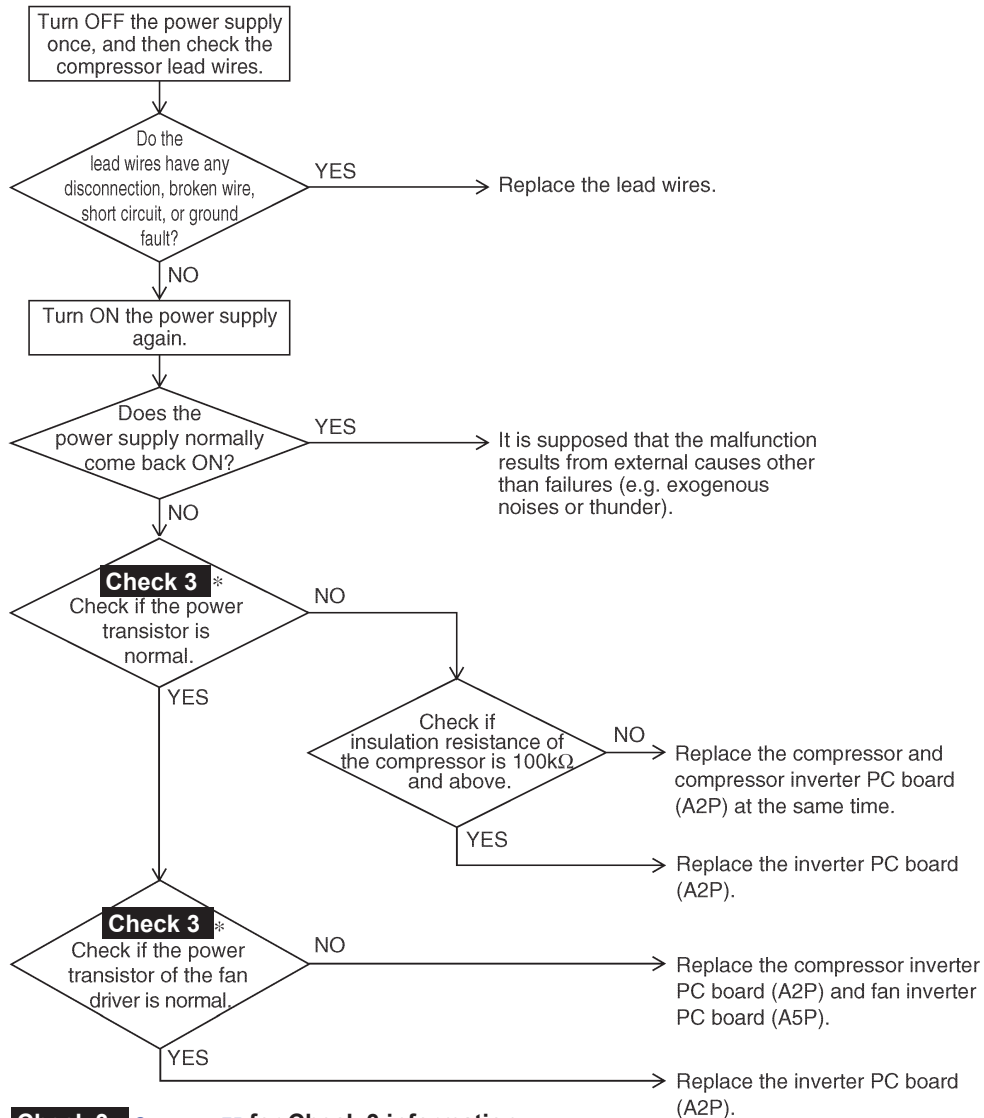 Turn OFF the power supply
once, and then check the
compressor lead wires.
Do the
lead wires have any
disconnection, broken wire,
short circuit, or ground
fault?
YES
Replace the lead wires.
NO
Turn ON the power supply
again.
Does the
power supply normally
come back ON?
YES
It is supposed that the malfunction
results from external causes other
than failures (e.g. exogenous
noises or thunder).
NO
Check 3 *
Check if the power
transistor is
normal.
NO
YES
Check if
insulation resistance of
the compressor is 100kΩ
and above.
NO
Replace the compressor and
compressor inverter PC board
(A2P) at the same time.
YES
Replace the inverter PC board
(A2P).
Check 3 *
Check if the power
transistor of the fan
driver is normal.
NO
Replace the compressor inverter
PC board (A2P) and fan inverter
PC board (A5P).
YES
Replace the inverter PC board
(A2P).
for Check 3 information